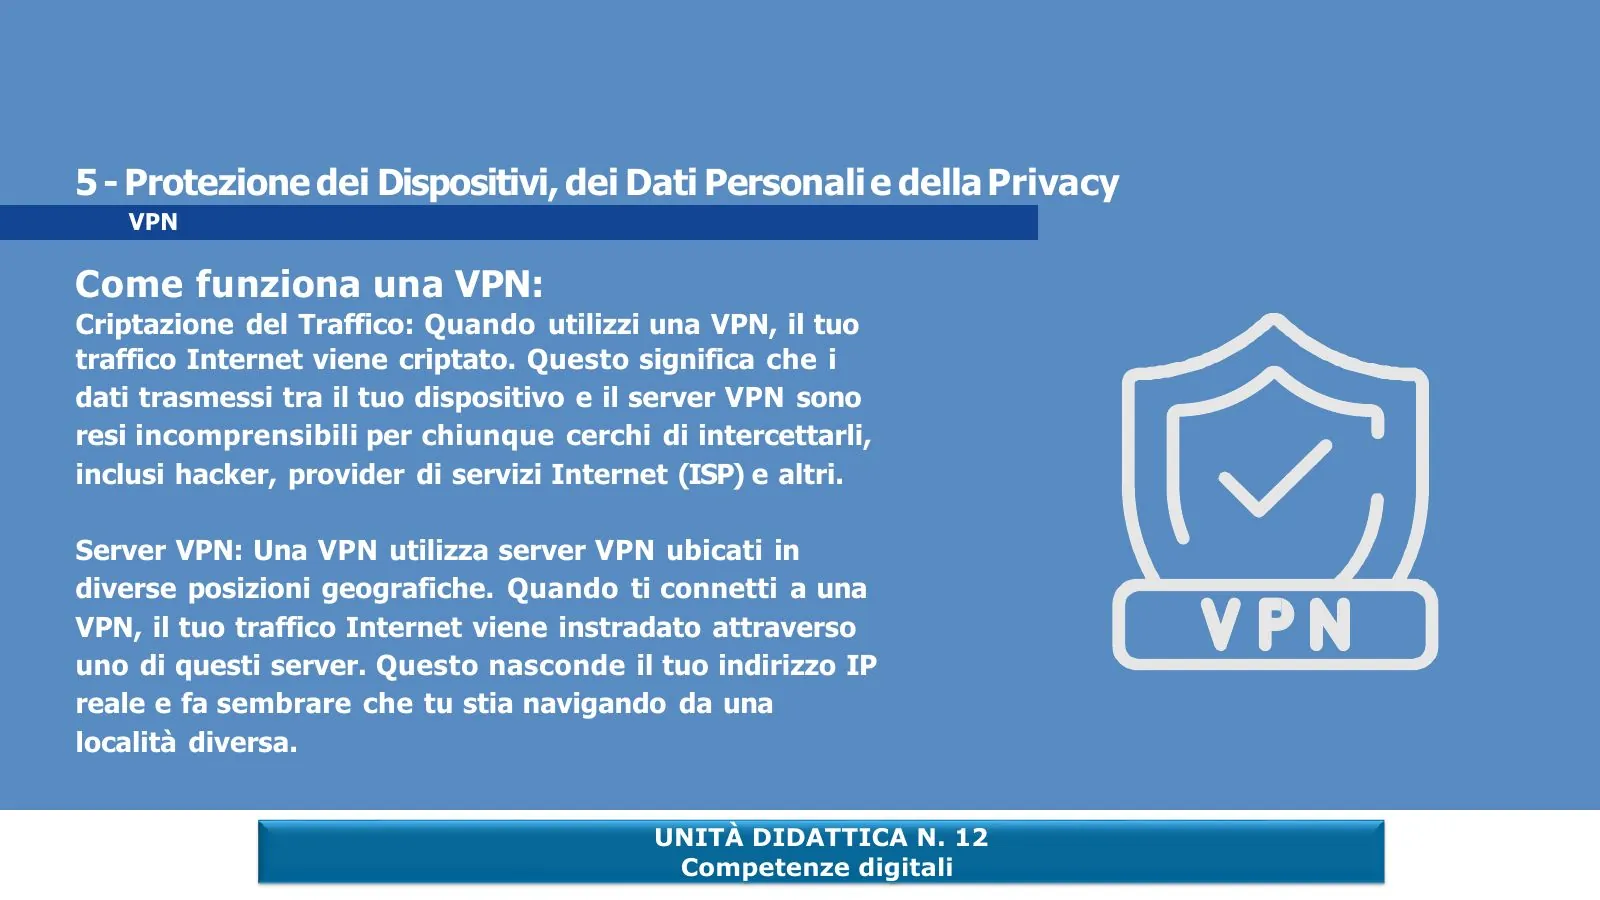 5 - Protezione dei Dispositivi, dei Dati Personali e della Privacy
VPN
Come funziona una VPN:
Criptazione del Traffico: Quando utilizzi una VPN, il tuo
traffico Internet viene criptato. Questo significa che i
dati trasmessi tra il tuo dispositivo e il server VPN sono
resi incomprensibili per chiunque cerchi di intercettarli,
inclusi hacker, provider di servizi Internet (ISP) e altri.
Server VPN: Una VPN utilizza server VPN ubicati in
diverse posizioni geografiche. Quando ti connetti a una
VPN, il tuo traffico Internet viene instradato attraverso
uno di questi server. Questo nasconde il tuo indirizzo IP
reale e fa sembrare che tu stia navigando da una
località diversa.
VPN
UNITÀ DIDATTICA N. 12
Competenze digitali